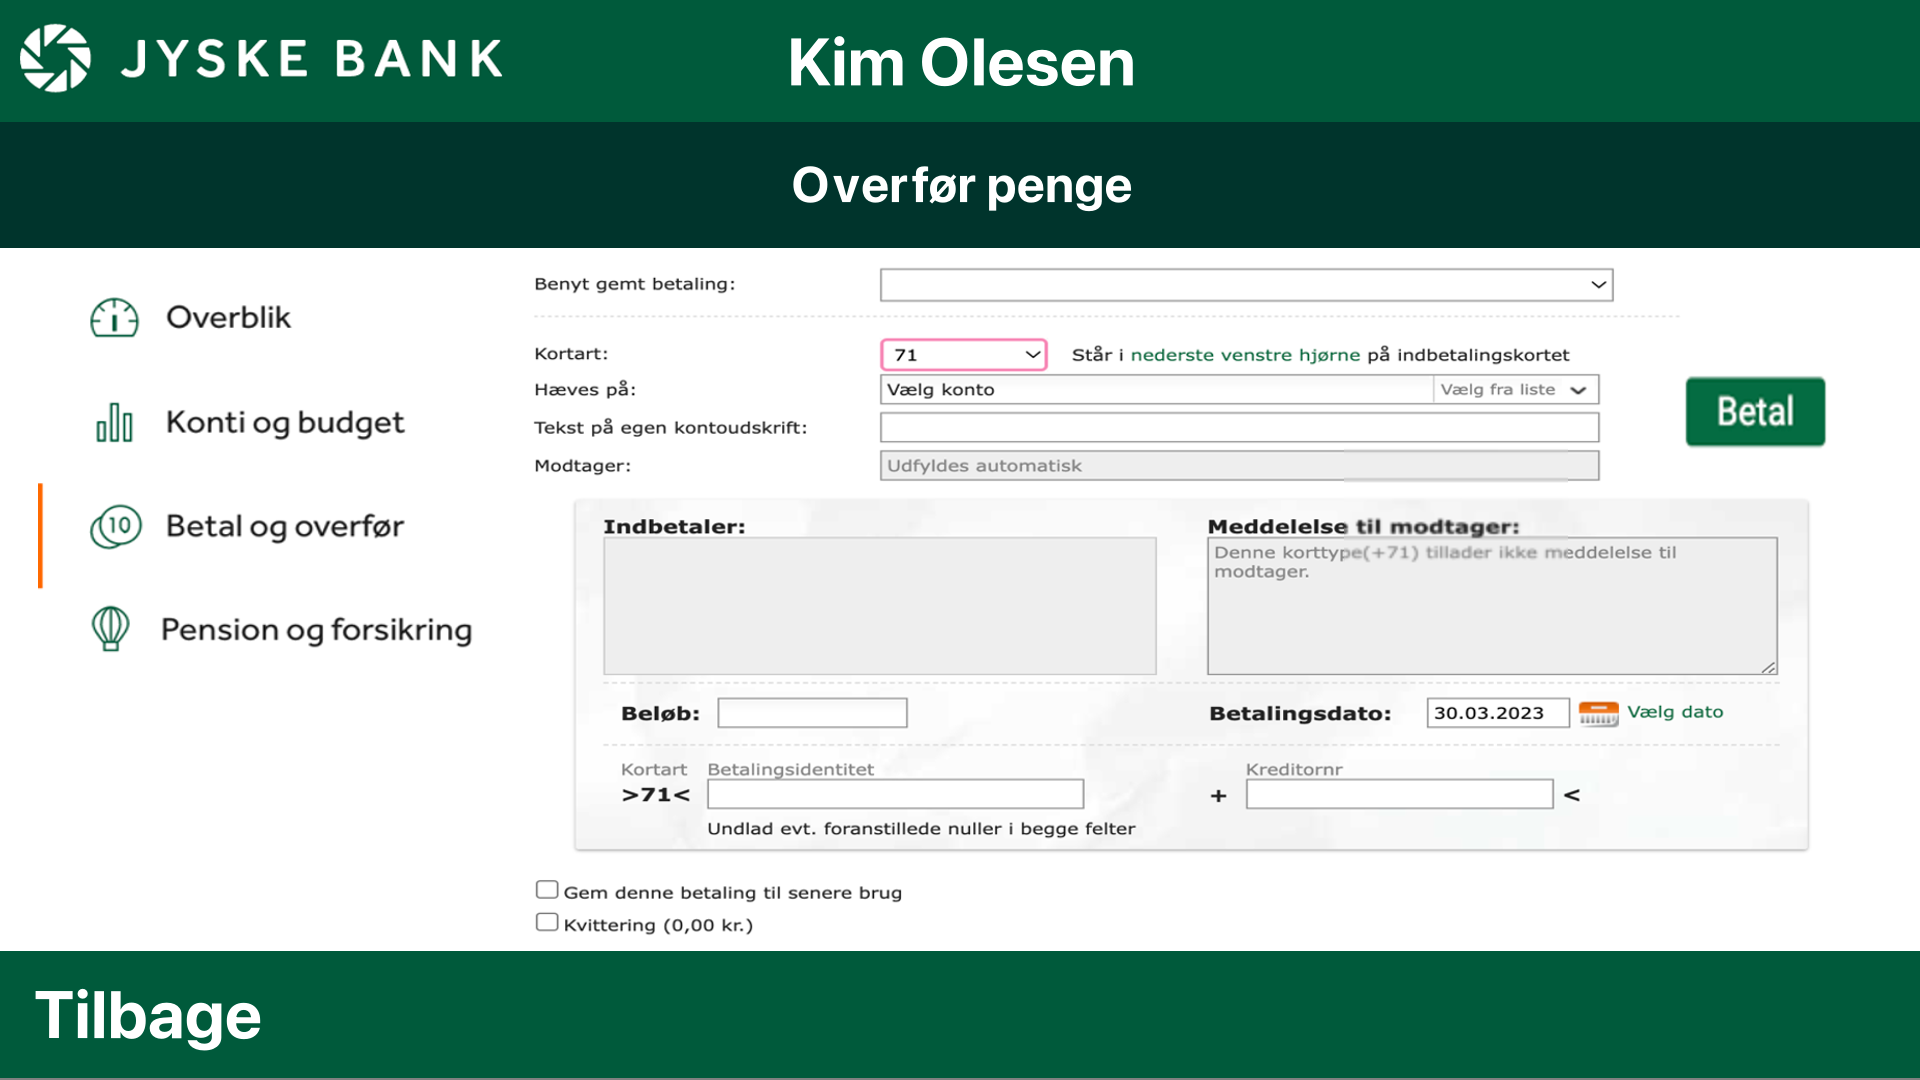 JYSKE BANK
Kim Olesen
Overfør penge
Overblik
Konti og budget
10
Betal og overfør
Pension og forsikring
Benyt gemt betaling:
Kortart: 71 Står i nederste venstre hjørne på indbetalingskortet
Hæves på: Vælg konto Vælg fra liste
Tekst på egen kontoudskrift:
Modtager: Udfyldes automatisk
Betal
Indbetaler: Meddelelse til modtager:
Denne korttype(+71) tillader ikke meddelelse til
modtager.
Beløb: Betalingsdato: 30.03.2023 Vælg dato
Kortart Betalingsidentitet Kreditornr
>71< + <
Undlad evt. foranstillede nuller i begge felter
Gem denne betaling til senere brug
Kvittering (0,00 kr.)
Tilbage